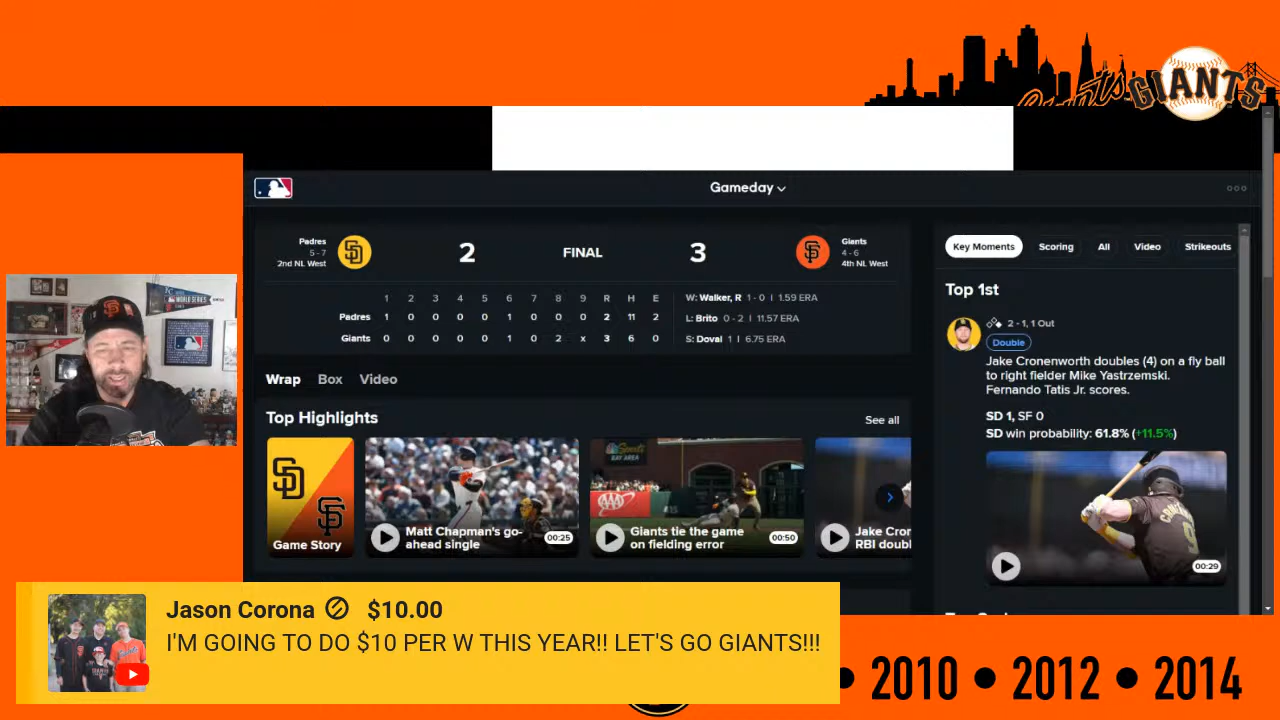 Giants GIANTS
Gameday
Padres
5 - 7
2nd NL West
2
FINAL
3
Giants
4 - 6
4th NL West
1 2 3 4 5 6 7 8 9 R H E
Padres 1 0 0 0 0 1 0 0 0 2 11 2
Giants 0 0 0 0 0 1 0 2 x 3 6 0
W: Walker, R 1 - 0 | 1.59 ERA
L: Brito 0 - 2 | 11.57 ERA
S: Doval 1 | 6.75 ERA
Wrap Box Video
Top Highlights
See all
Game Story
Matt Chapman's go-
ahead single
00:25
Giants tie the game
on fielding error
00:50
Jake Cror
RBI doubl
Key Moments Scoring All Video Strikeouts
Top 1st
2 - 1, 1 Out
Double
Jake Cronenworth doubles (4) on a fly ball
to right fielder Mike Yastrzemski.
Fernando Tatis Jr. scores.
SD 1, SF 0
SD win probability: 61.8% (+11.5%)
00:29
WORLD SERIES
Jason Corona $10.00
I'M GOING TO DO $10 PER W THIS YEAR!! LET'S GO GIANTS!!!
• 2010 • 2012 • 2014